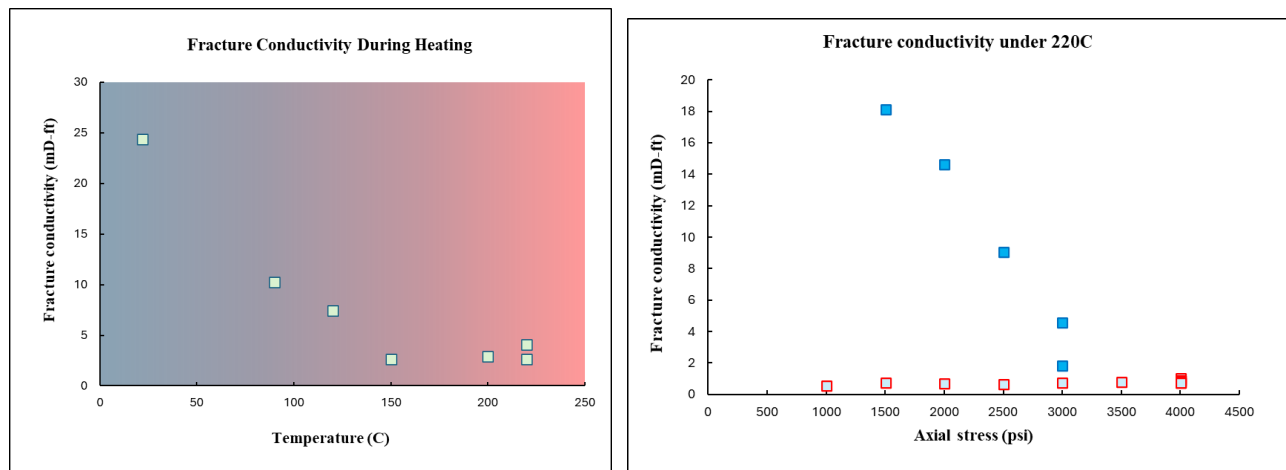 Fracture Conductivity During Heating
30
25
20
15
10
5
0
Fracture conductivity (mD-ft)
0 50 100 150 200 250
Temperature (C)
Fracture conductivity under 220C
20
18
16
14
12
10
8
6
4
2
0
Fracture conductivity (mD-ft)
0 500 1000 1500 2000 2500 3000 3500 4000 4500
Axial stress (psi)